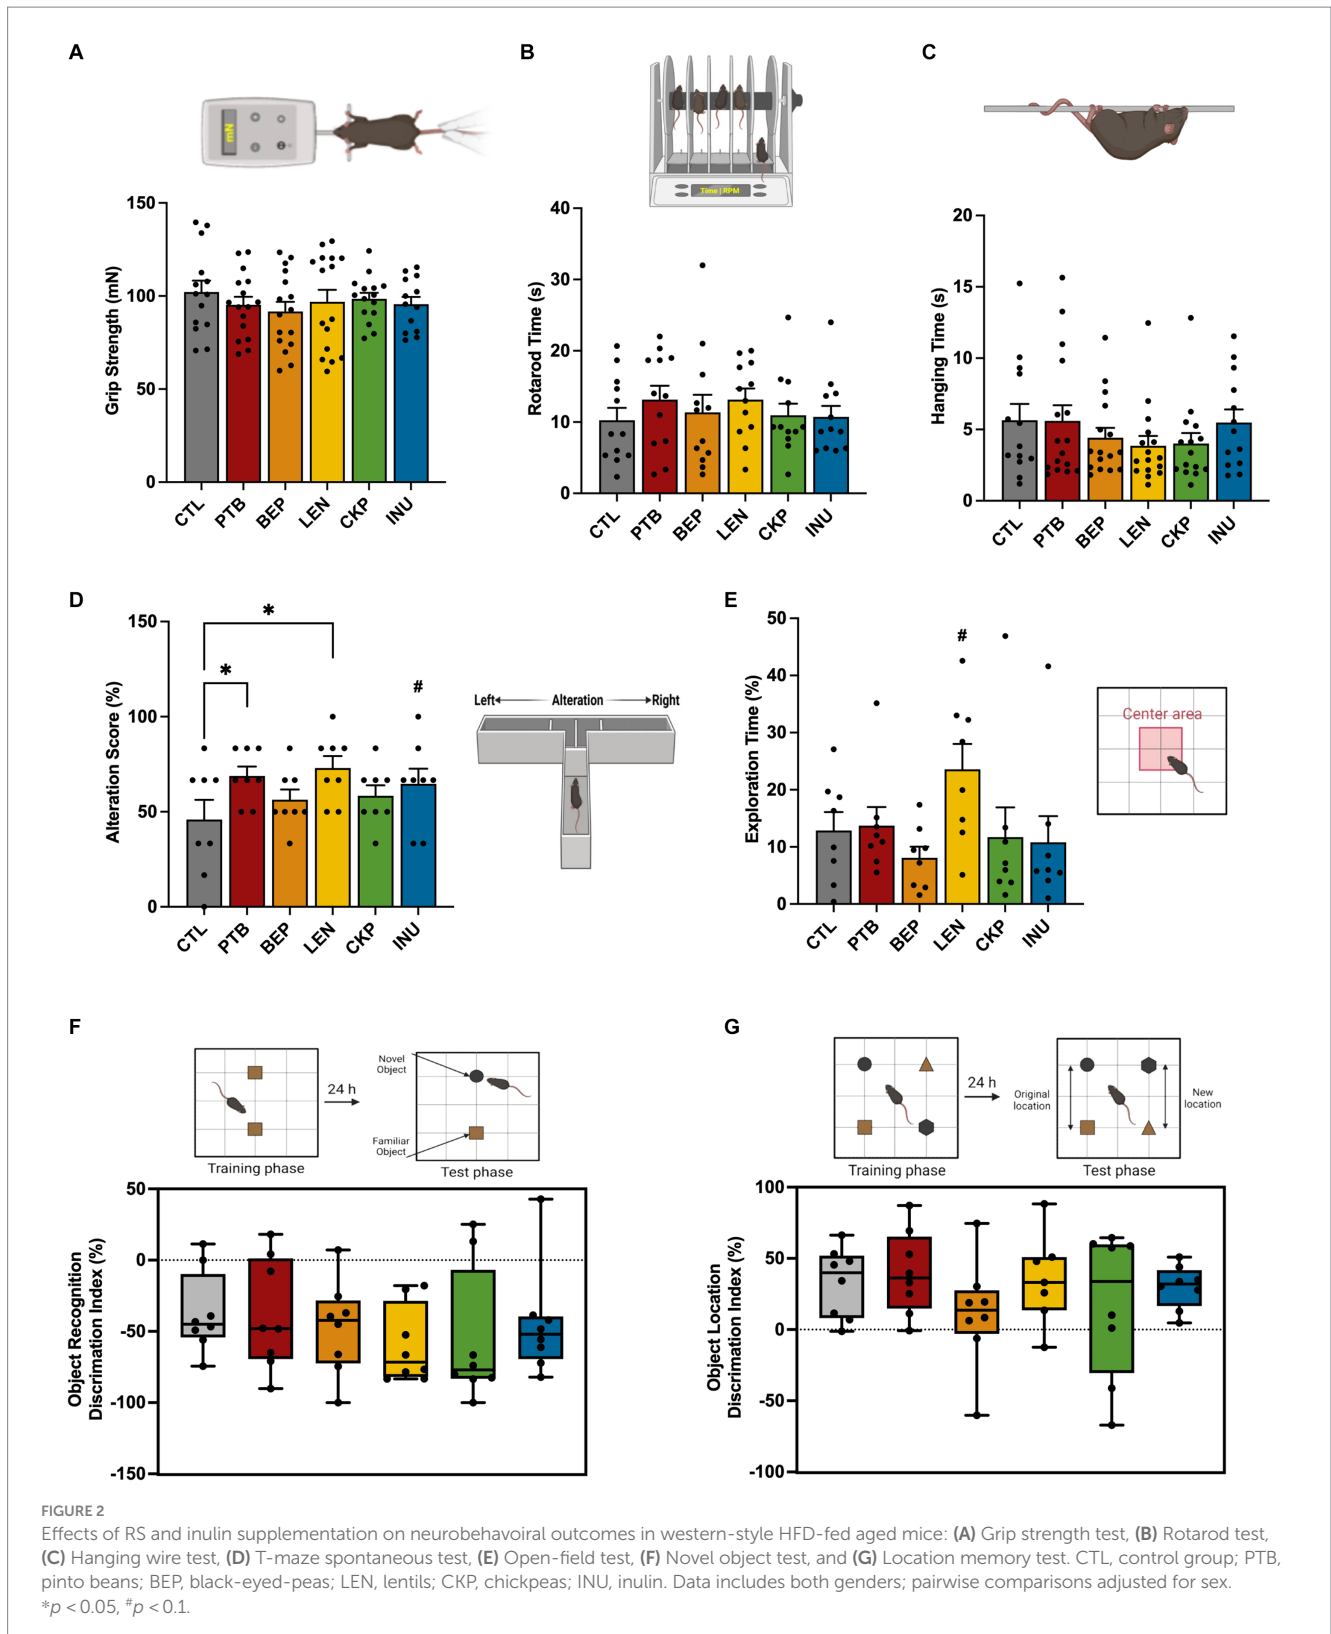 A
mN
Grip Strength (mN)
150
100
50
0
CTL
PTB
BEP
LEN
CKP
INU
B
Time | RPM
Rotarod Time (s)
40
30
20
10
0
CTL
PTB
BEP
LEN
CKP
INU
C
Hanging Time (s)
20
15
10
5
0
CTL
PTB
BEP
LEN
CKP
INU
D
Alteration Score (%)
150
100
50
0
*
*
#
CTL
PTB
BEP
LEN
CKP
INU
Left
Alteration
Right
E
Exploration Time (%)
50
40
30
20
10
0
#
CTL
PTB
BEP
LEN
CKP
INU
Center area
F
24 h
Novel
Object
Familiar
Object
Training phase
Test phase
Object Recognition
Discrimation Index (%)
50
0
-50
-100
-150
G
24 h
Original
location
New
location
Training phase
Test phase
Object Location
Discrimation Index (%)
100
50
0
-50
-100
FIGURE 2
Effects of RS and inulin supplementation on neurobehavoiral outcomes in western-style HFD-fed aged mice: (A) Grip strength test, (B) Rotarod test,
(C) Hanging wire test, (D) T-maze spontaneous test, (E) Open-field test, (F) Novel object test, and (G) Location memory test. CTL, control group; PTB,
pinto beans; BEP, black-eyed-peas; LEN, lentils; CKP, chickpeas; INU, inulin. Data includes both genders; pairwise comparisons adjusted for sex.
*p < 0.05, #p < 0.1.